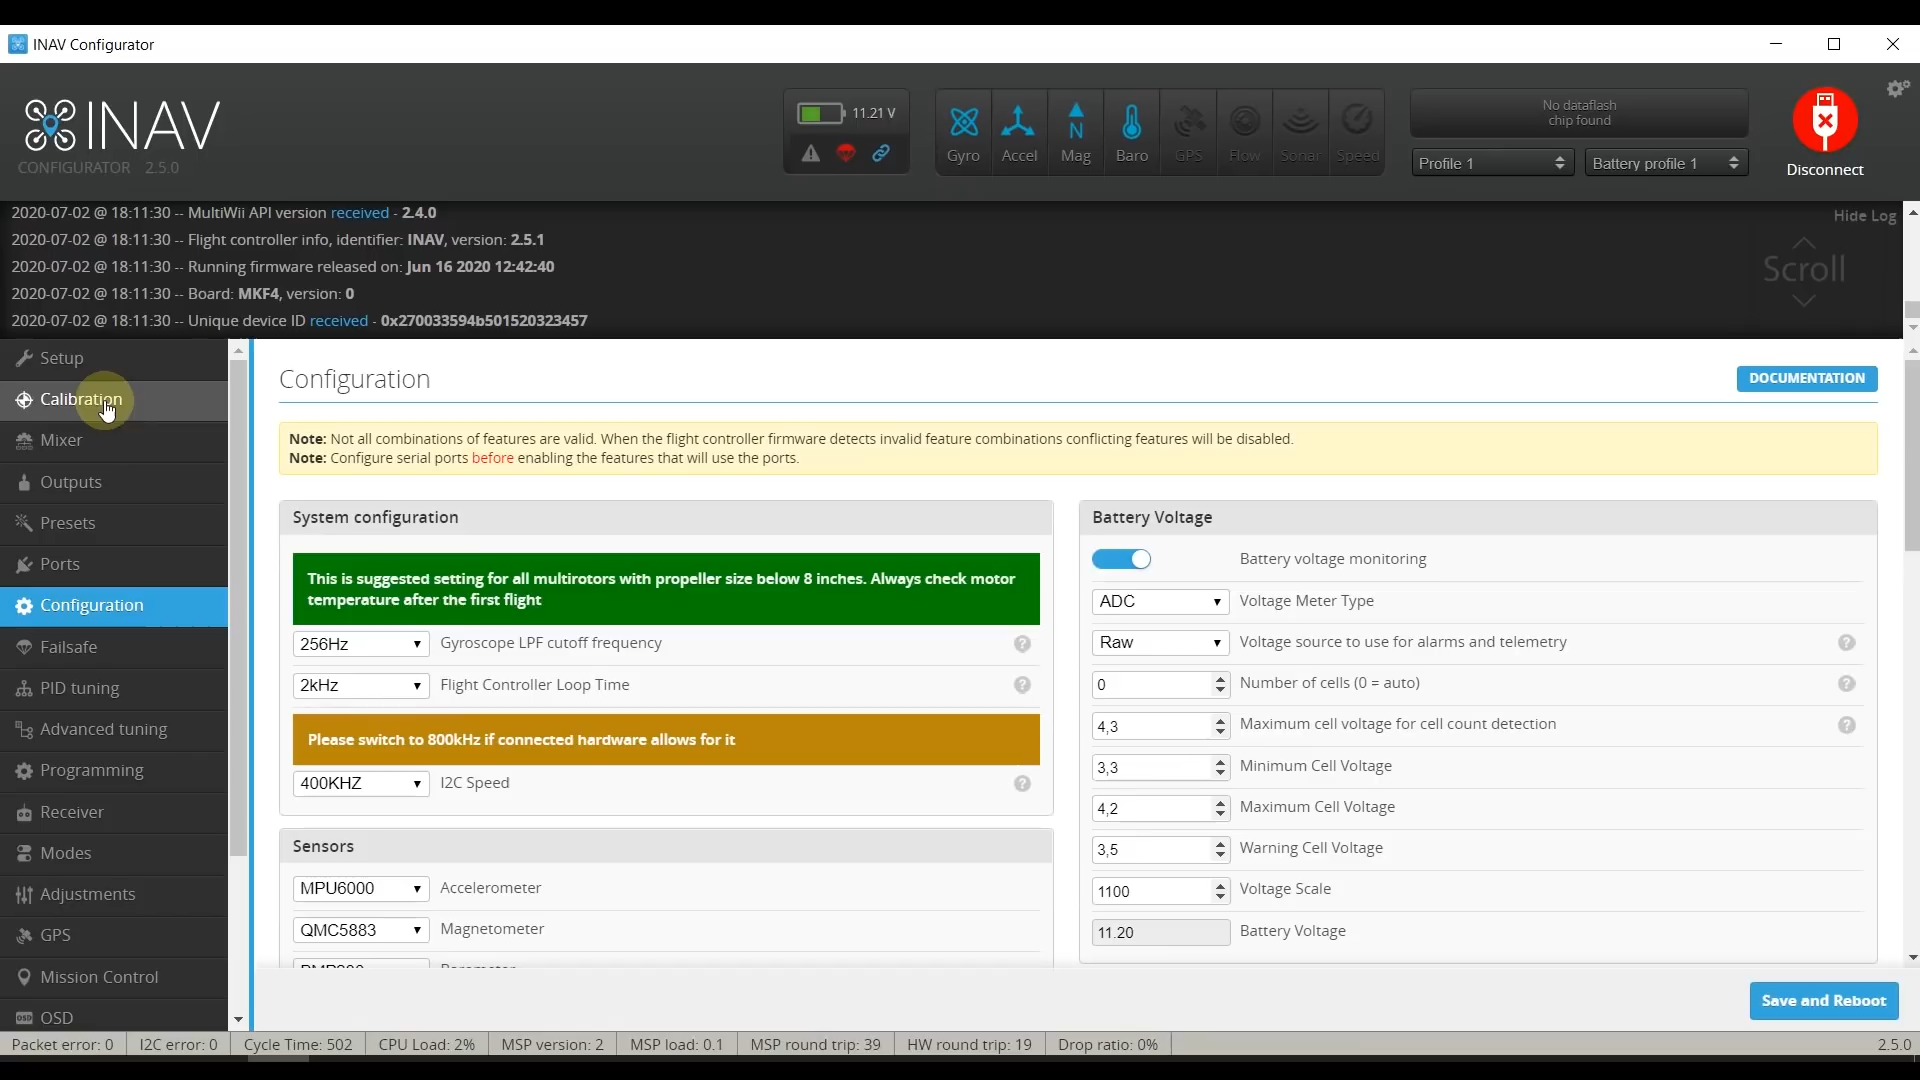 INAV Configurator
INAV
CONFIGURATOR 2.5.0
11.21 V
Gyro
Accel
N
Mag
Baro
GPS
Flow
Sonar
Speed
No dataflash
chip found
Profile 1
Battery profile 1
Disconnect
2020-07-02 @ 18:11:30 -- MultiWii API version received - 2.4.0
2020-07-02 @ 18:11:30 -- Flight controller info, identifier: INAV, version: 2.5.1
2020-07-02 @ 18:11:30 -- Running firmware released on: Jun 16 2020 12:42:40
2020-07-02 @ 18:11:30 -- Board: MKF4, version: 0
2020-07-02 @ 18:11:30 -- Unique device ID received - 0x270033594b501520323457
Hide Log
Scroll
Setup
Calibration
Mixer
Outputs
Presets
Ports
Configuration
Failsafe
PID tuning
Advanced tuning
Programming
Receiver
Modes
Adjustments
GPS
Mission Control
OSD OSD
Configuration
DOCUMENTATION
Note: Not all combinations of features are valid. When the flight controller firmware detects invalid feature combinations conflicting features will be disabled.
Note: Configure serial ports before enabling the features that will use the ports.
System configuration
This is suggested setting for all multirotors with propeller size below 8 inches. Always check motor
temperature after the first flight
256Hz Gyroscope LPF cutoff frequency ?
2kHz Flight Controller Loop Time ?
Please switch to 800kHz if connected hardware allows for it
400KHZ I2C Speed ?
Sensors
MPU6000 Accelerometer
QMC5883 Magnetometer
Battery Voltage
Battery voltage monitoring
ADC Voltage Meter Type
Raw Voltage source to use for alarms and telemetry ?
0 Number of cells (0 = auto) ?
4,3 Maximum cell voltage for cell count detection ?
3,3 Minimum Cell Voltage
4,2 Maximum Cell Voltage
3,5 Warning Cell Voltage
1100 Voltage Scale
11.20 Battery Voltage
Save and Reboot
Packet error: 0 I2C error: 0 Cycle Time: 502 CPU Load: 2% MSP version: 2 MSP load: 0.1 MSP round trip: 39 HW round trip: 19 Drop ratio: 0% 2.5.0